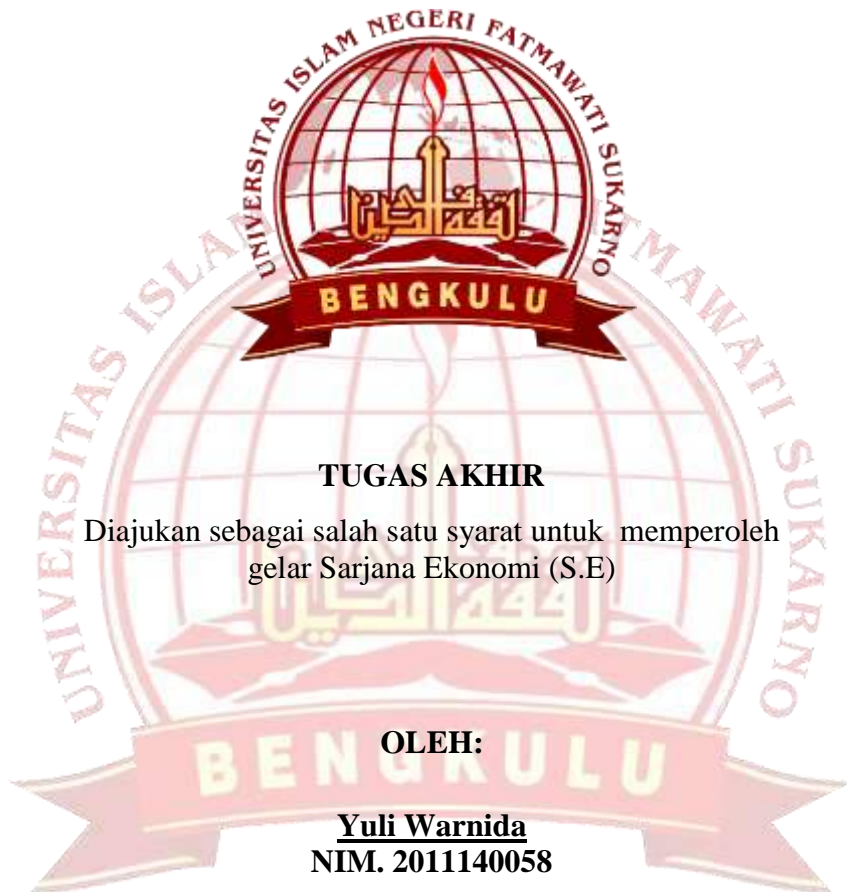 UNIVERSITAS ISLAM NEGERI FATMAWATI SUKARNO
BENGKULU
TUGAS AKHIR
Diajukan sebagai salah satu syarat untuk memperoleh
gelar Sarjana Ekonomi (S.E)
OLEH:
BENGKULU
Yuli Warnida
NIM. 2011140058